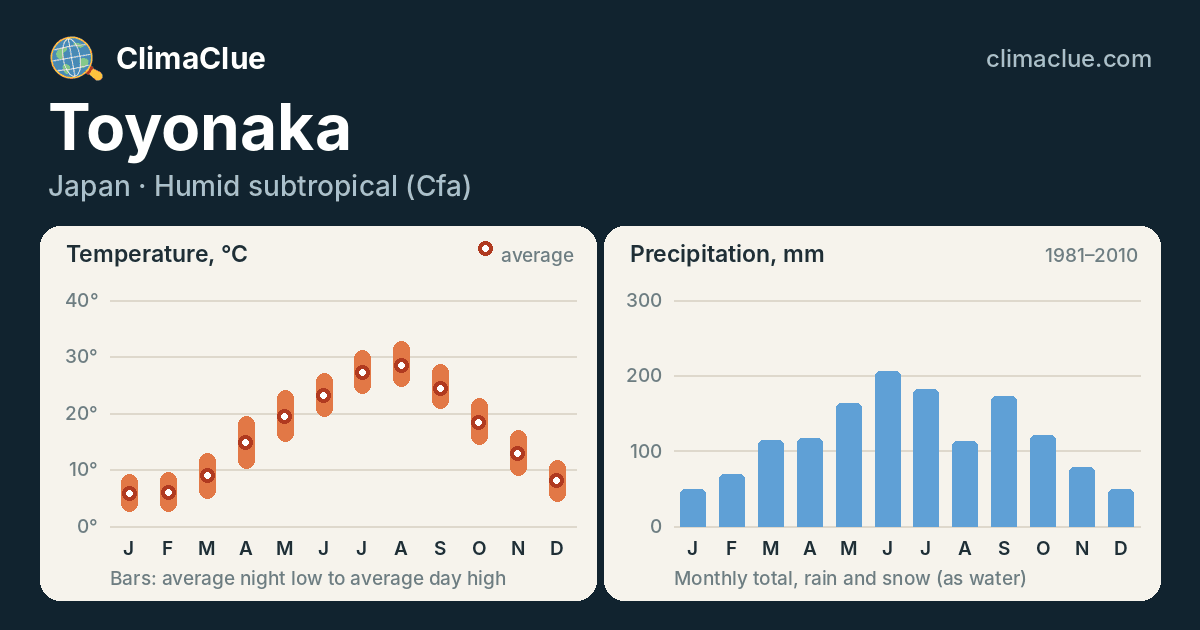 ClimaClue
climaclue.com
Toyonaka
Japan · Humid subtropical (Cfa)
Temperature, °C
average
40°
30°
20°
10°
0°
J F M A M J J A S O N D
Bars: average night low to average day high
Precipitation, mm
1981–2010
300
200
100
0
J F M A M J J A S O N D
Monthly total, rain and snow (as water)